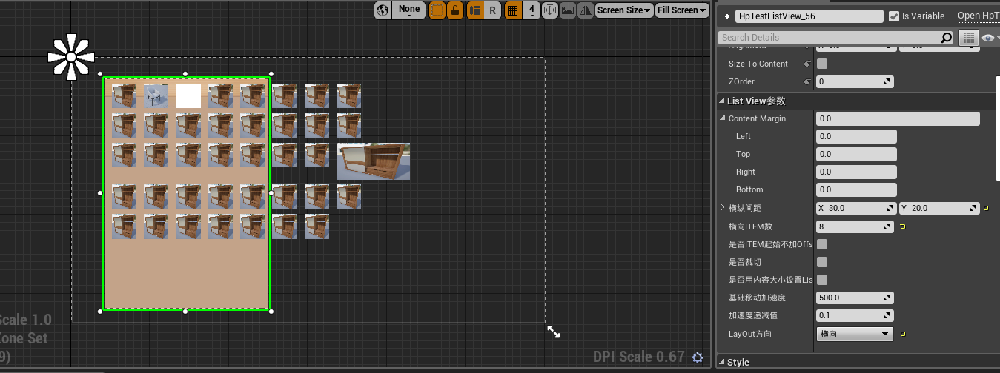 None
R
4
Screen Size
Fill Screen
HpTestListView_56
Is Variable
Open HpT
Search Details
Size To Content
ZOrder
0
List View参数
Content Margin
0.0
Left
0.0
Top
0.0
Right
0.0
Bottom
0.0
横纵间距
X 30.0
Y 20.0
横向ITEM数
8
是否ITEM起始不加Offs
是否裁切
是否用内容大小设置Lis
基础移动加速度
500.0
加速度递减值
0.1
LayOut方向
横向
Style
cale 1.0
one Set
9)
DPI Scale 0.67